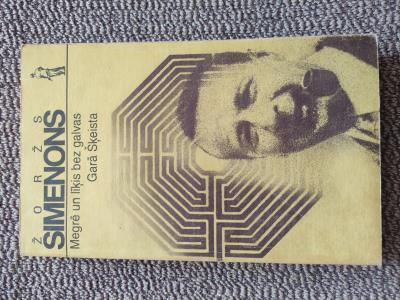 ŽORŽS
SIMENONS
Megrē un līķis bez galvas
Garā Šķeista